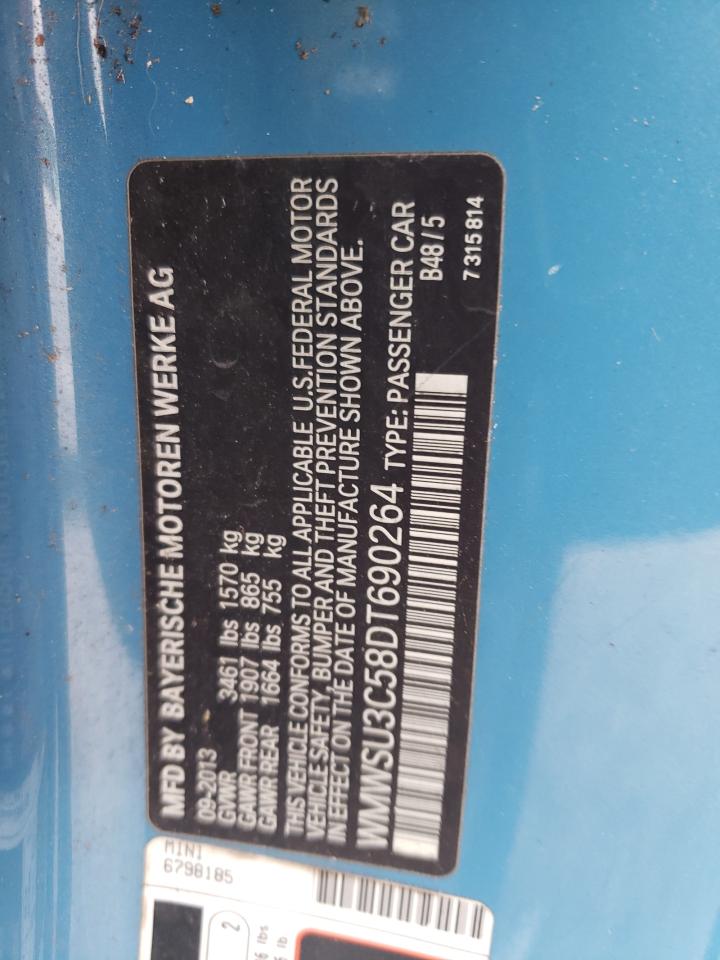 MFD BY BAYERISCHE MOTOREN WERKE AG
09-2013
GVWR 3461 lbs 1570 kg
GAWR FRONT 1907 lbs 865 kg
GAWR REAR 1664 lbs 755 kg
THIS VEHICLE CONFORMS TO ALL APPLICABLE U.S.FEDERAL MOTOR
VEHICLE SAFETY, BUMPER AND THEFT PREVENTION STANDARDS
IN EFFECT ON THE DATE OF MANUFACTURE SHOWN ABOVE.
WMWSU3C58DT690264 TYPE: PASSENGER CAR
B48 / 5
7 315 814
MINI
6798185
2
lbs
lb